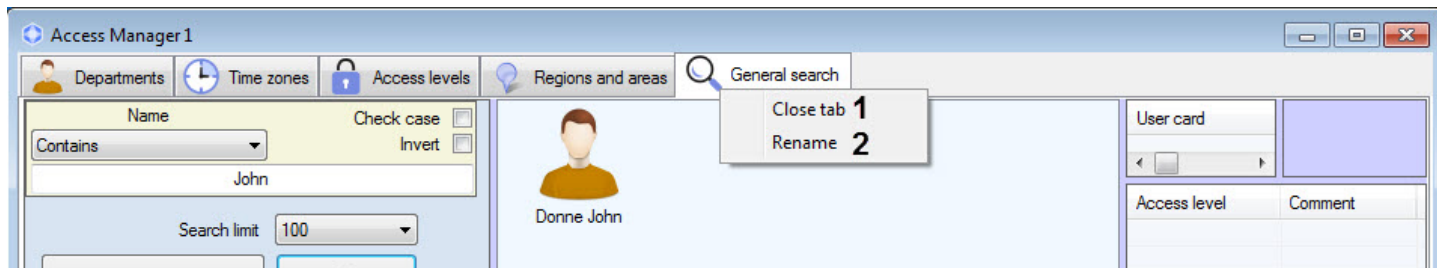 Access Manager 1
Departments
Time zones
Access levels
Regions and areas
General search
Close tab 1
Rename 2
Name
Check case
Contains
Invert
John
Search limit 100
Donne John
User card
Access level
Comment